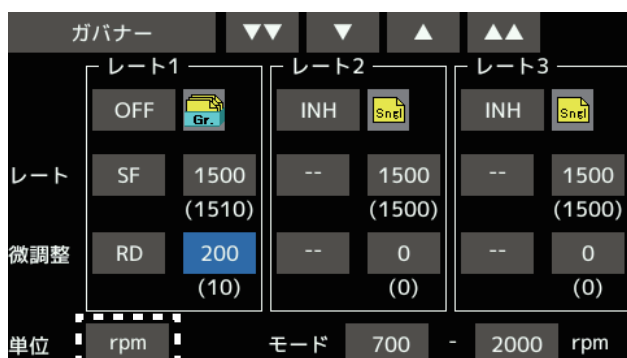 ガバナー ▼▼ ▼ ▲ ▲▲
レート1 レート2 レート3
OFF Gr. INH Sngl INH Sngl
レート SF 1500 -- 1500 -- 1500
(1510) (1500) (1500)
微調整 RD 200 -- 0 -- 0
(10) (0) (0)
単位 rpm モード 700 - 2000 rpm